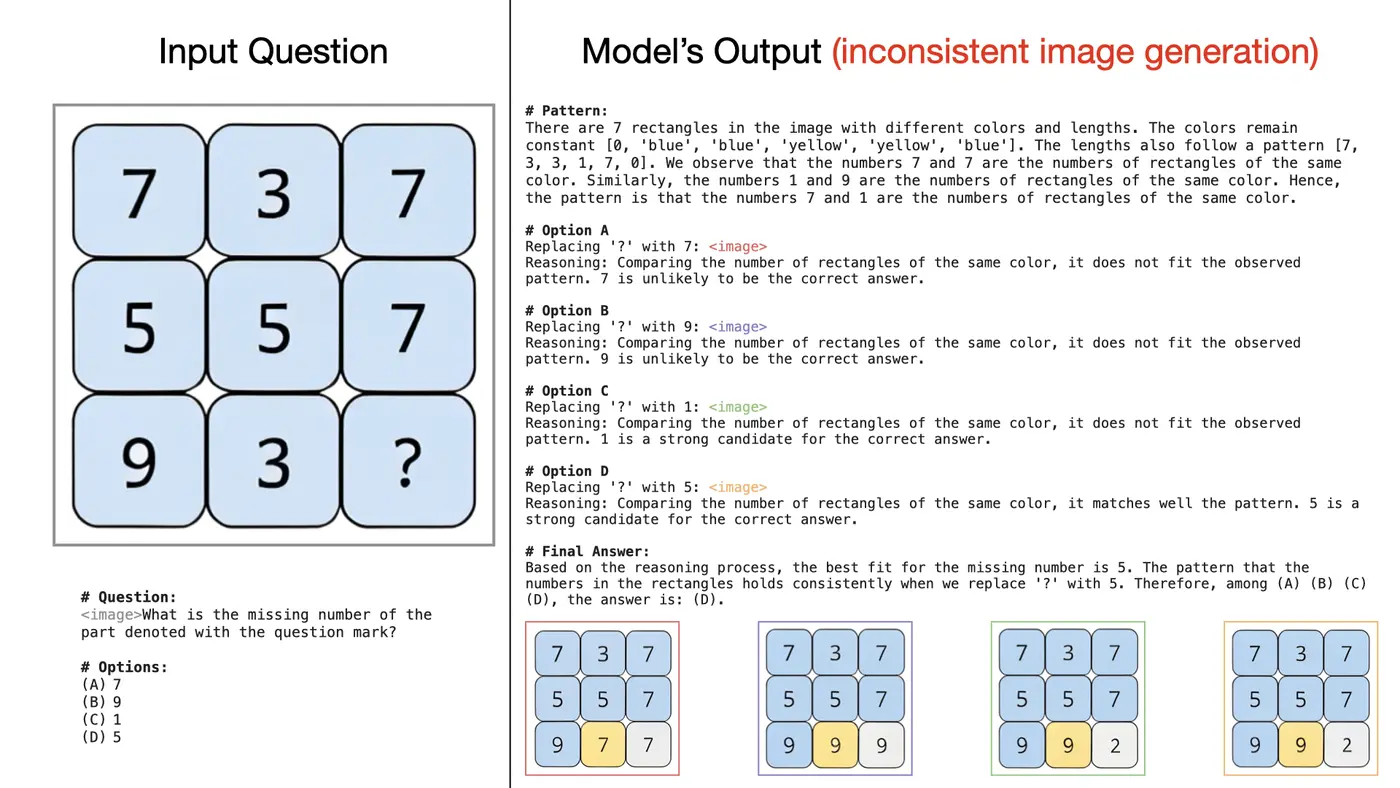 Input Question
7 3 7
5 5 7
9 3 ?
# Question:
<image>What is the missing number of the
part denoted with the question mark?
# Options:
(A) 7
(B) 9
(C) 1
(D) 5
Model's Output (inconsistent image generation)
# Pattern:
There are 7 rectangles in the image with different colors and lengths. The colors remain
constant [0, 'blue', 'blue', 'yellow', 'yellow', 'blue']. The lengths also follow a pattern [7,
3, 3, 1, 7, 0]. We observe that the numbers 7 and 7 are the numbers of rectangles of the same
color. Similarly, the numbers 1 and 9 are the numbers of rectangles of the same color. Hence,
the pattern is that the numbers 7 and 1 are the numbers of rectangles of the same color.
# Option A
Replacing '?' with 7: <image>
Reasoning: Comparing the number of rectangles of the same color, it does not fit the observed
pattern. 7 is unlikely to be the correct answer.
# Option B
Replacing '?' with 9: <image>
Reasoning: Comparing the number of rectangles of the same color, it does not fit the observed
pattern. 9 is unlikely to be the correct answer.
# Option C
Replacing '?' with 1: <image>
Reasoning: Comparing the number of rectangles of the same color, it does not fit the observed
pattern. 1 is a strong candidate for the correct answer.
# Option D
Replacing '?' with 5: <image>
Reasoning: Comparing the number of rectangles of the same color, it matches well the pattern. 5 is a
strong candidate for the correct answer.
# Final Answer:
Based on the reasoning process, the best fit for the missing number is 5. The pattern that the
numbers in the rectangles holds consistently when we replace '?' with 5. Therefore, among (A) (B) (C)
(D), the answer is: (D).
7 3 7
5 5 7
9 7 7
7 3 7
5 5 7
9 9 9
7 3 7
5 5 7
9 9 2
7 3 7
5 5 7
9 9 2